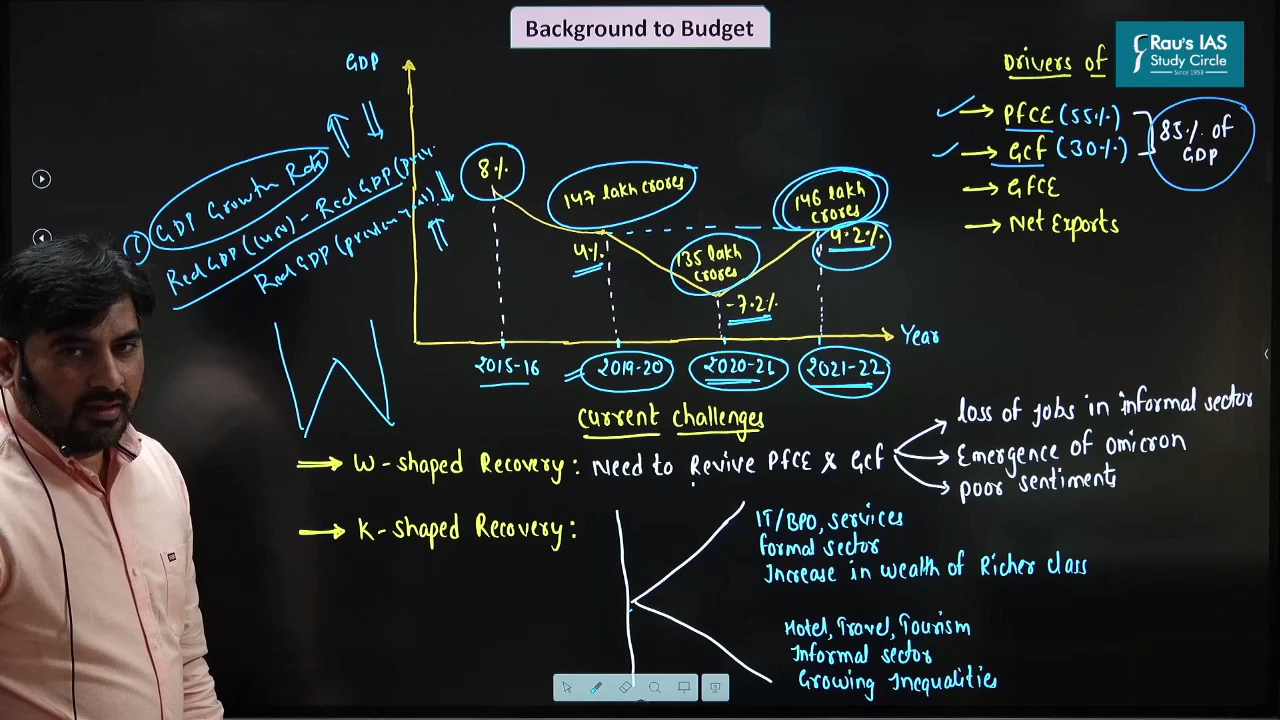 Background to Budget
Rau's IAS
Study Circle
Since 1953
GDP
Drivers of
→ PFCE (55%)
→ GCF (30%)
85% of
GDP
→ GFCE
→ Net Exports
8%
147 lakh crores
146 lakh
crores
4%
135 lakh
crores
9.2%
-7.2%
① GDP Growth Rate
Real GDP (curr) - Real GDP (prev.
Real GDP (previous year)
Year
2015-16
2019-20
2020-21
2021-22
Current Challenges
→ W-shaped Recovery: Need to Revive PFCE & GCF
loss of jobs in informal sector
Emergence of omicron
poor sentiments
→ K-shaped Recovery:
IT/BPO, services
formal sector
Increase in wealth of Richer class
Hotel, Travel, Tourism
Informal sector
Growing Inequalities